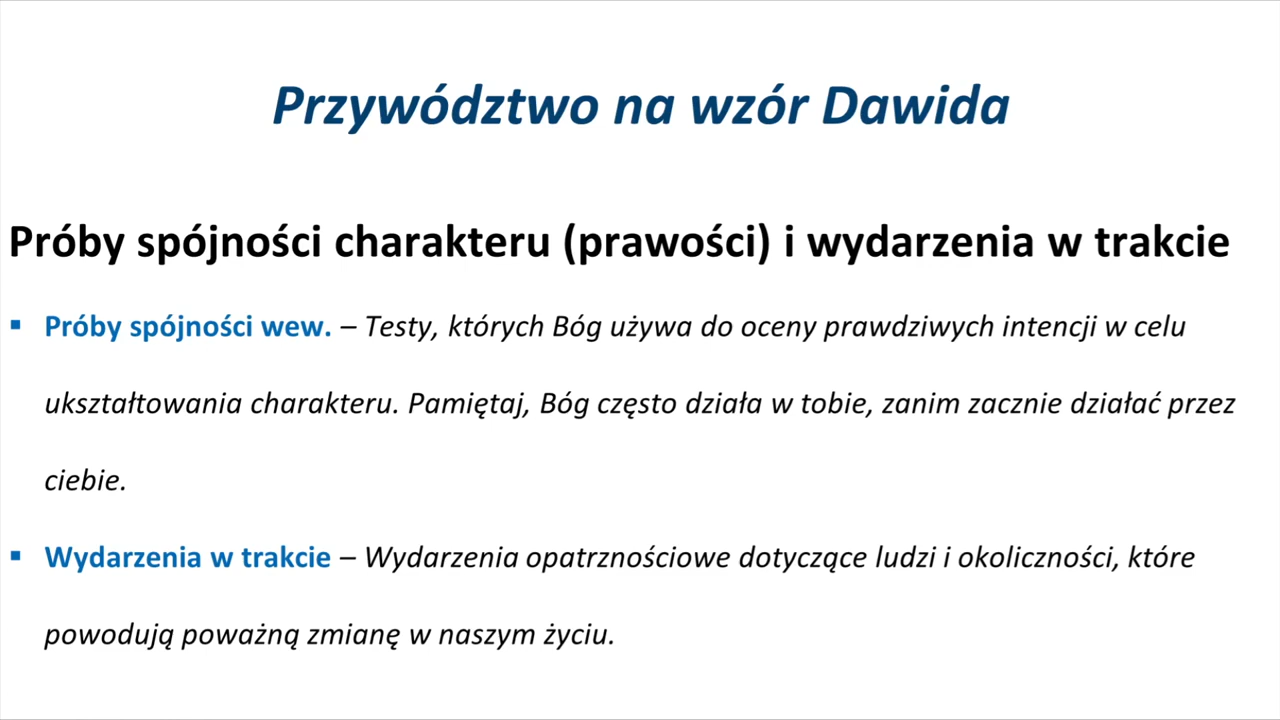 Przywództwo na wzór Dawida
Próby spójności charakteru (prawości) i wydarzenia w trakcie
▪ Próby spójności wew. – Testy, których Bóg używa do oceny prawdziwych intencji w celu
ukształtowania charakteru. Pamiętaj, Bóg często działa w tobie, zanim zacznie działać przez
ciebie.
▪ Wydarzenia w trakcie – Wydarzenia opatrznościowe dotyczące ludzi i okoliczności, które
powodują poważną zmianę w naszym życiu.